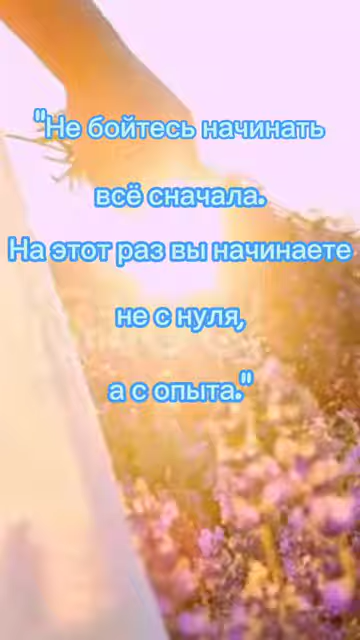 "Не бойтесь начинать
всё сначала.
На этот раз вы начинаете
не с нуля,
а с опыта."